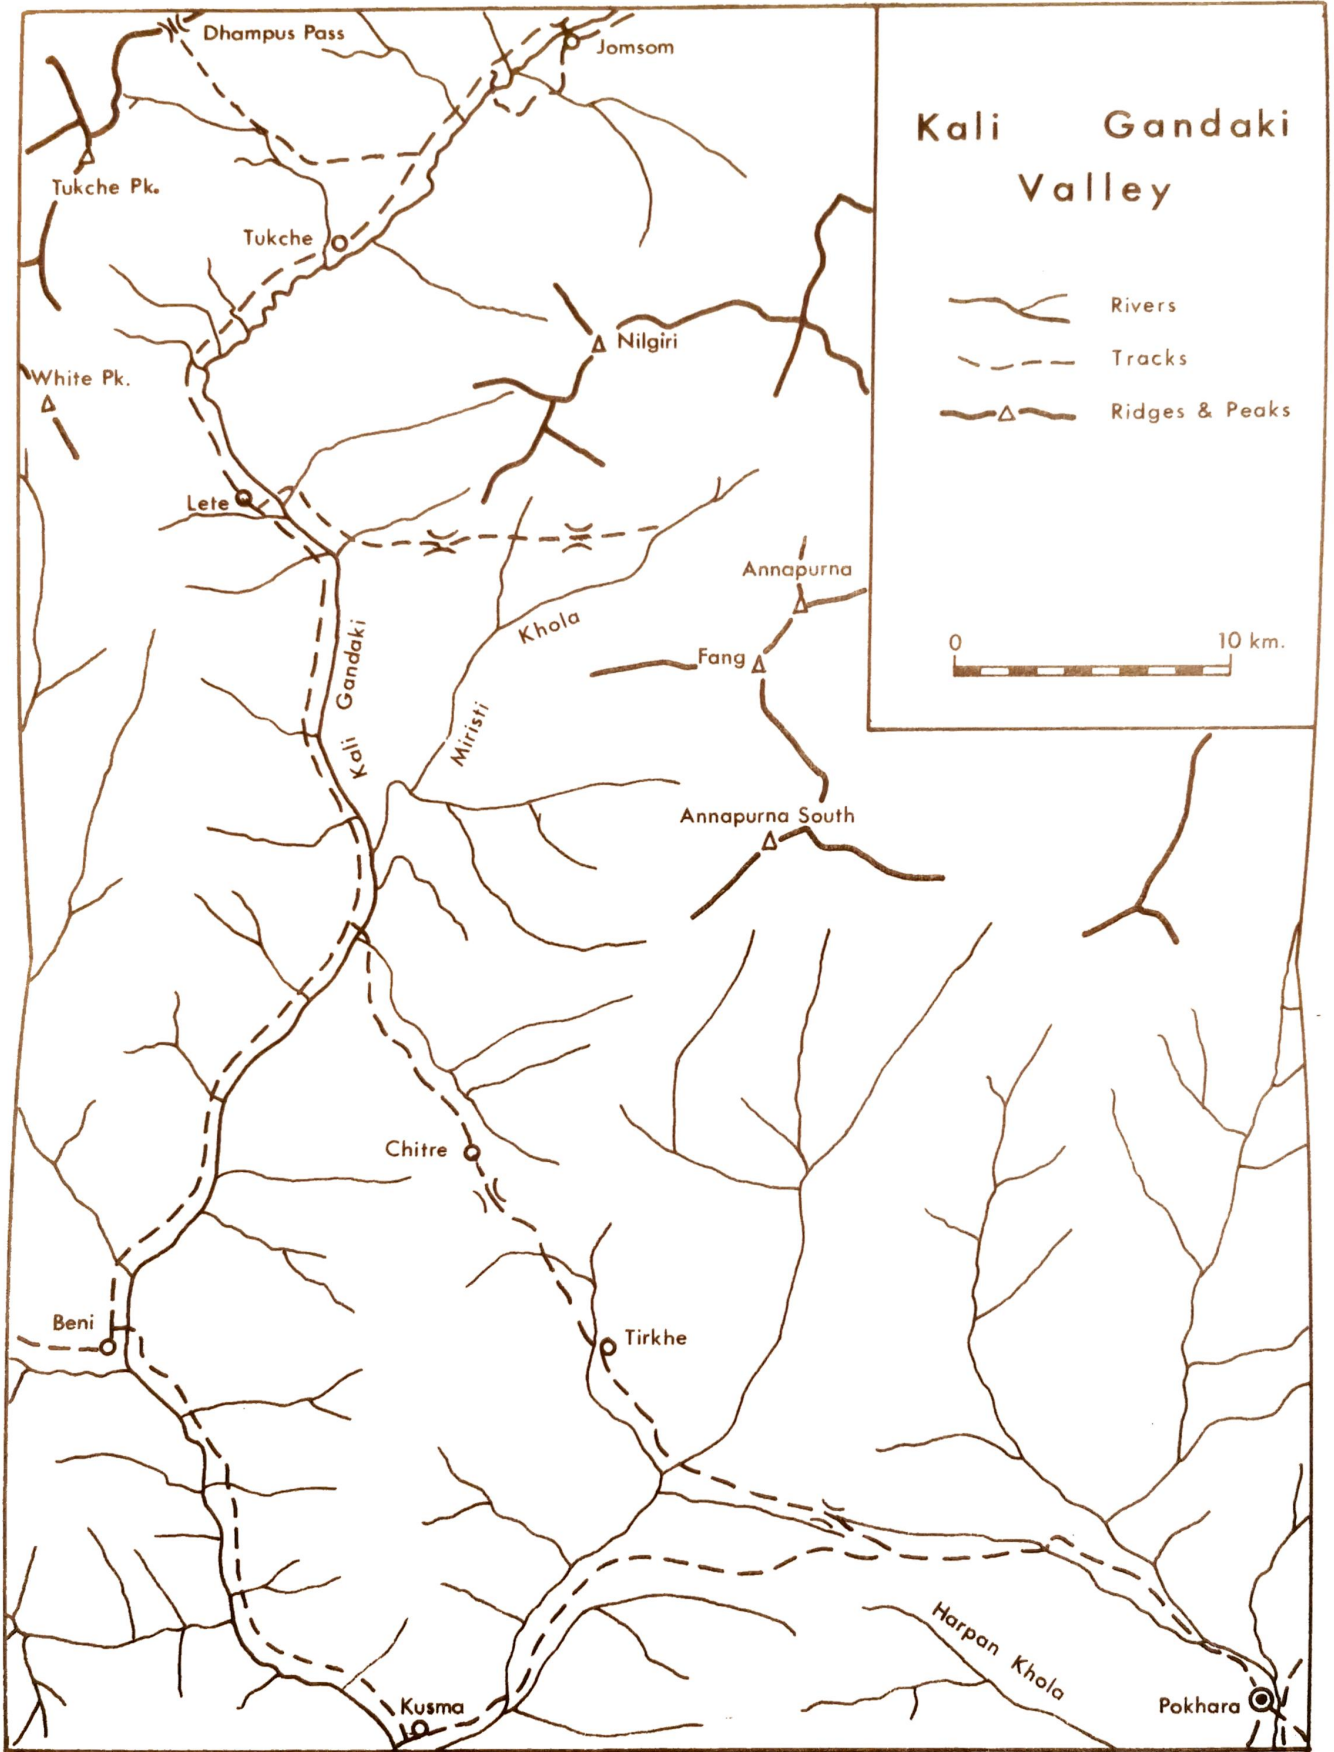 Dhampus Pass
Jomsom
Kali Gandaki
Valley
Tukche Pk.
Tukche
Rivers
Nilgiri
Tracks
White Pk.
Ridges & Peaks
Lete
Annapurna
Khola
0 10 km.
Fang
Gandaki
Miristi
Kali
Annapurna South
Chitre
Beni
Tirkhe
Harpan Khola
Kusma
Pokhara